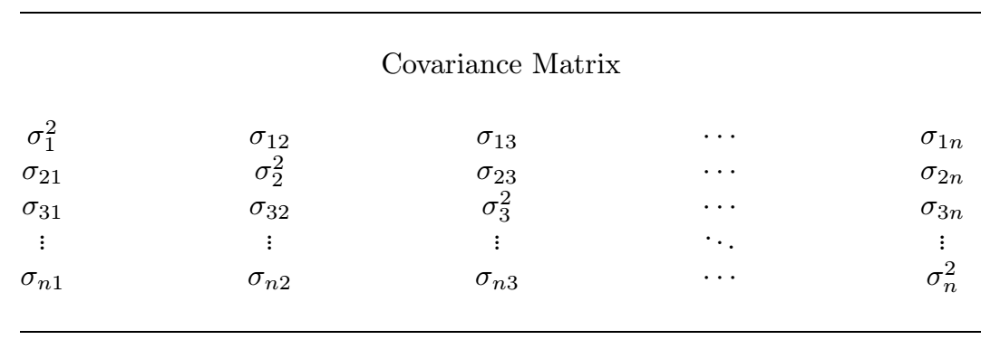 Covariance Matrix
σ₁² σ₁₂ σ₁₃ ⋯ σ₁ₙ
σ₂₁ σ₂² σ₂₃ ⋯ σ₂ₙ
σ₃₁ σ₃₂ σ₃² ⋯ σ₃ₙ
⋮ ⋮ ⋮ ⋱ ⋮
σₙ₁ σₙ₂ σₙ₃ ⋯ σₙ²